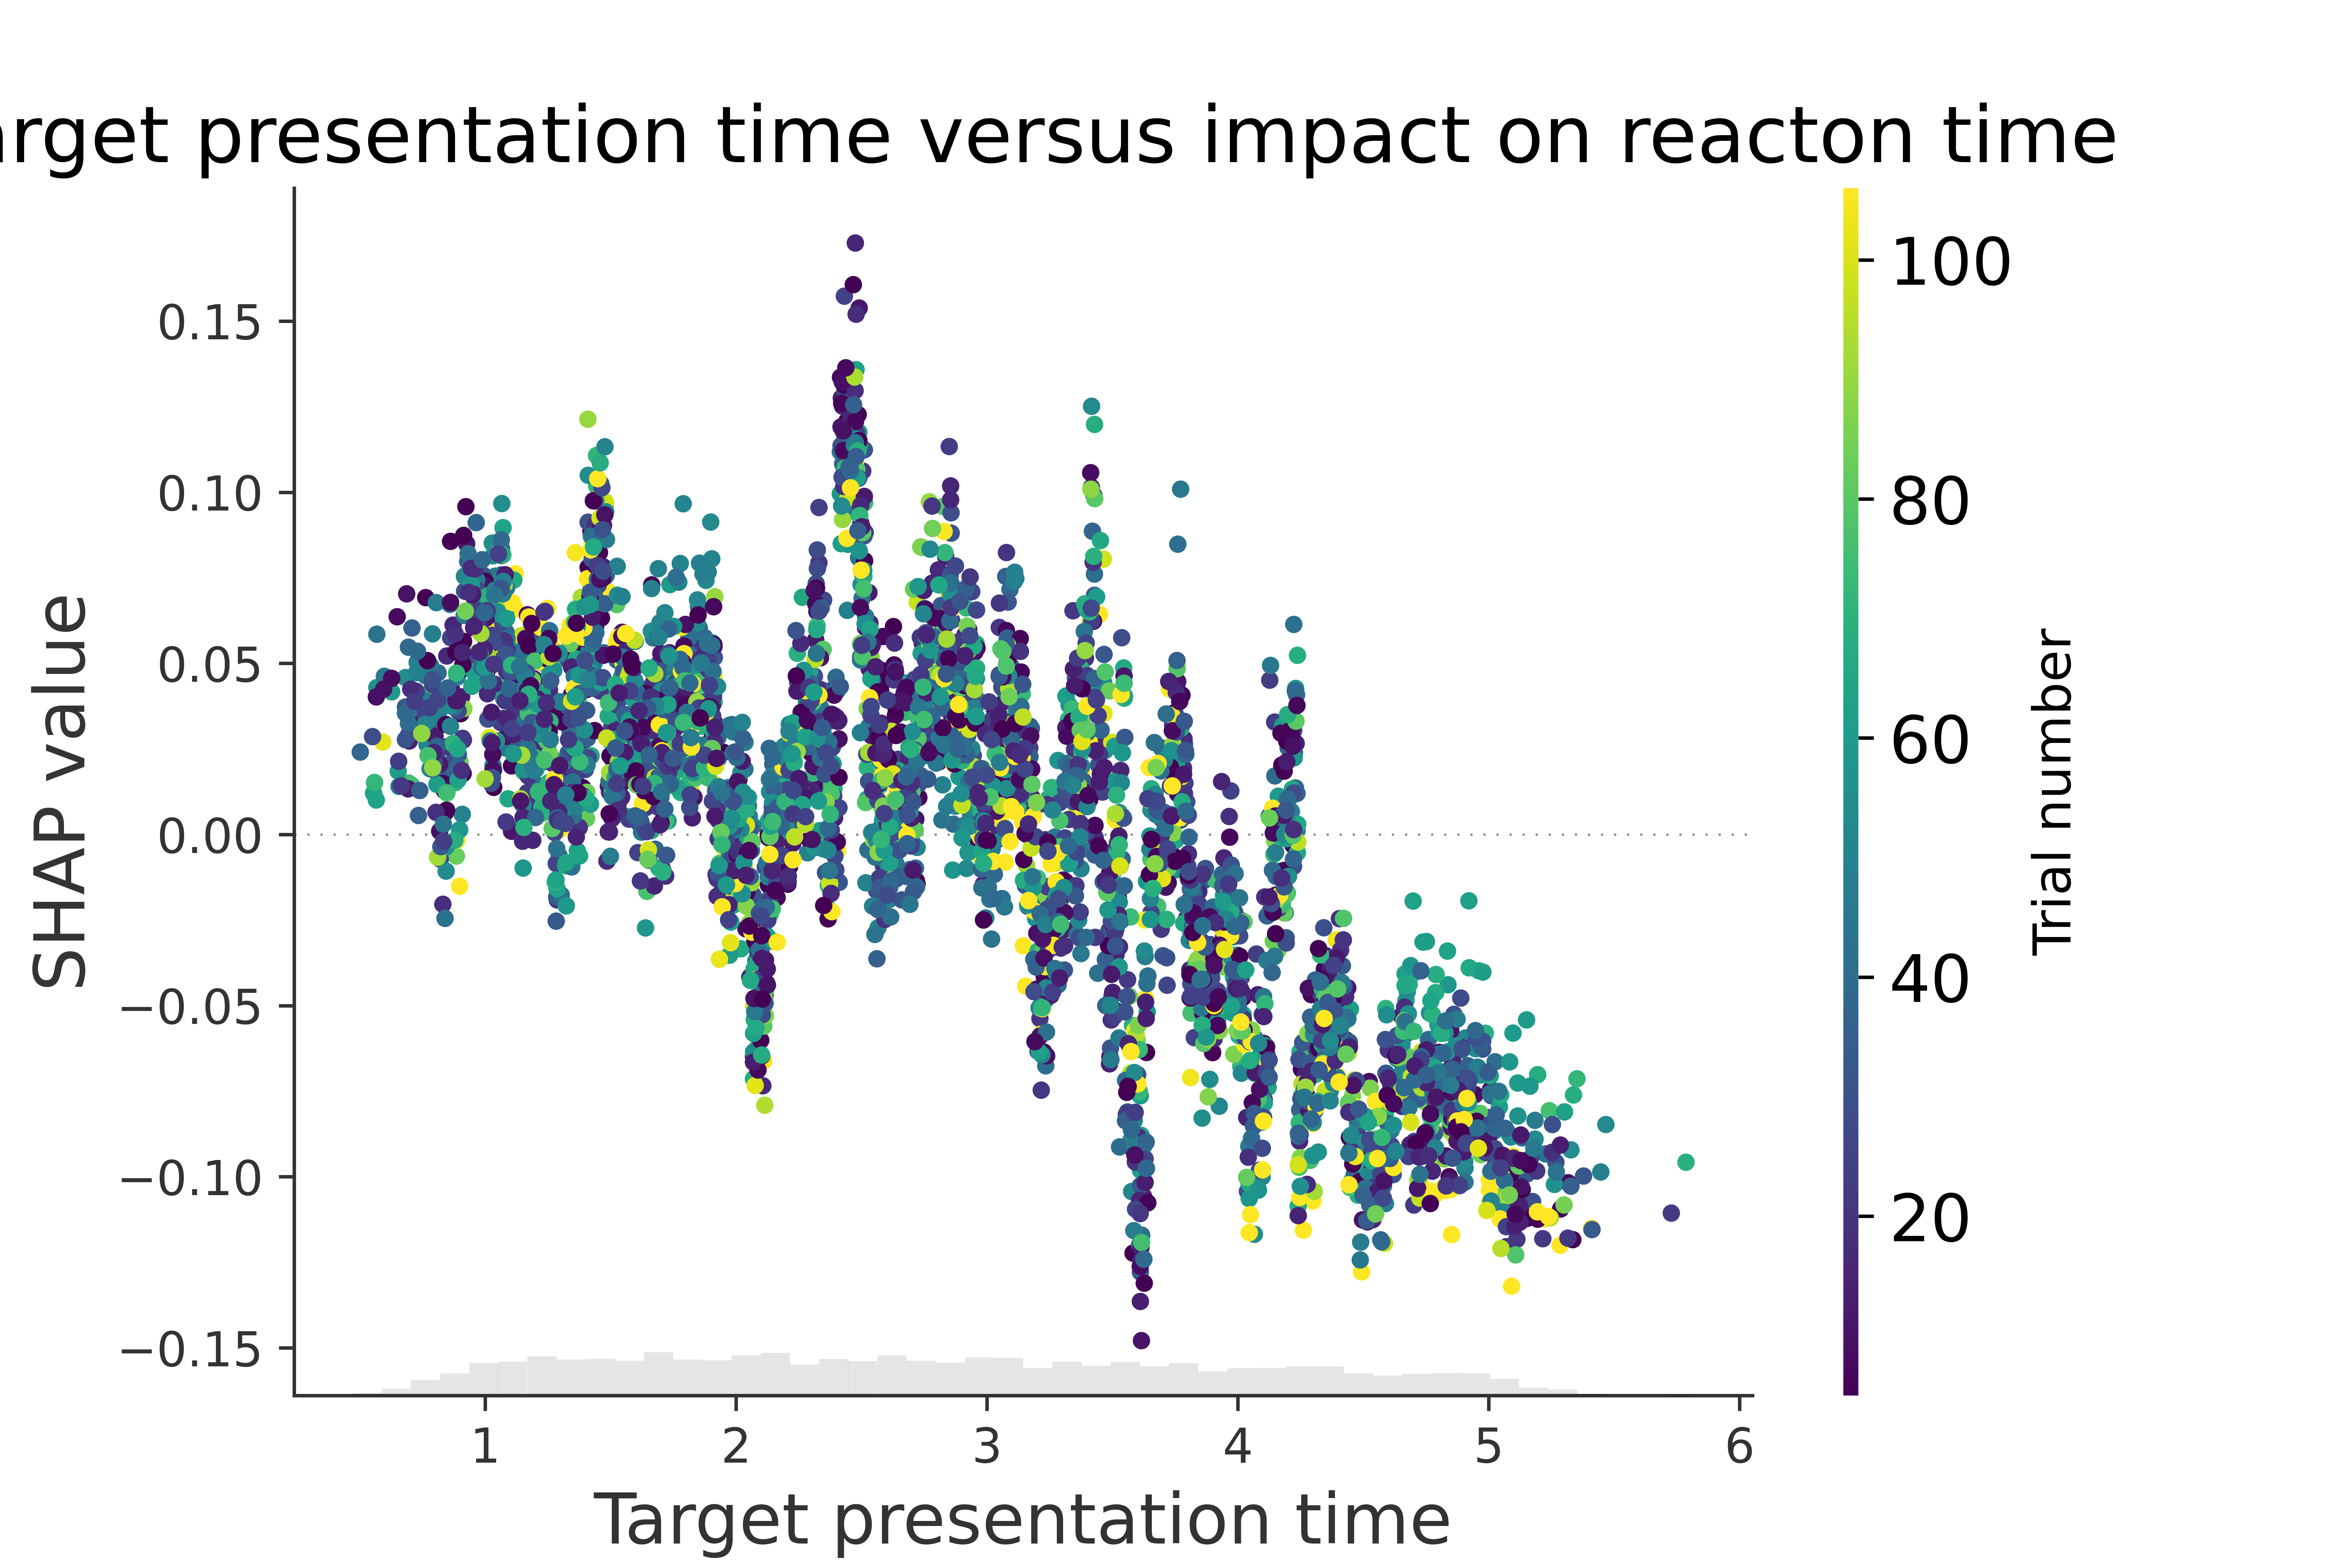 arget presentation time versus impact on reacton time
SHAP value
0.15
0.10
0.05
0.00
−0.05
−0.10
−0.15
1 2 3 4 5 6
Target presentation time
100
80
60
40
20
Trial number